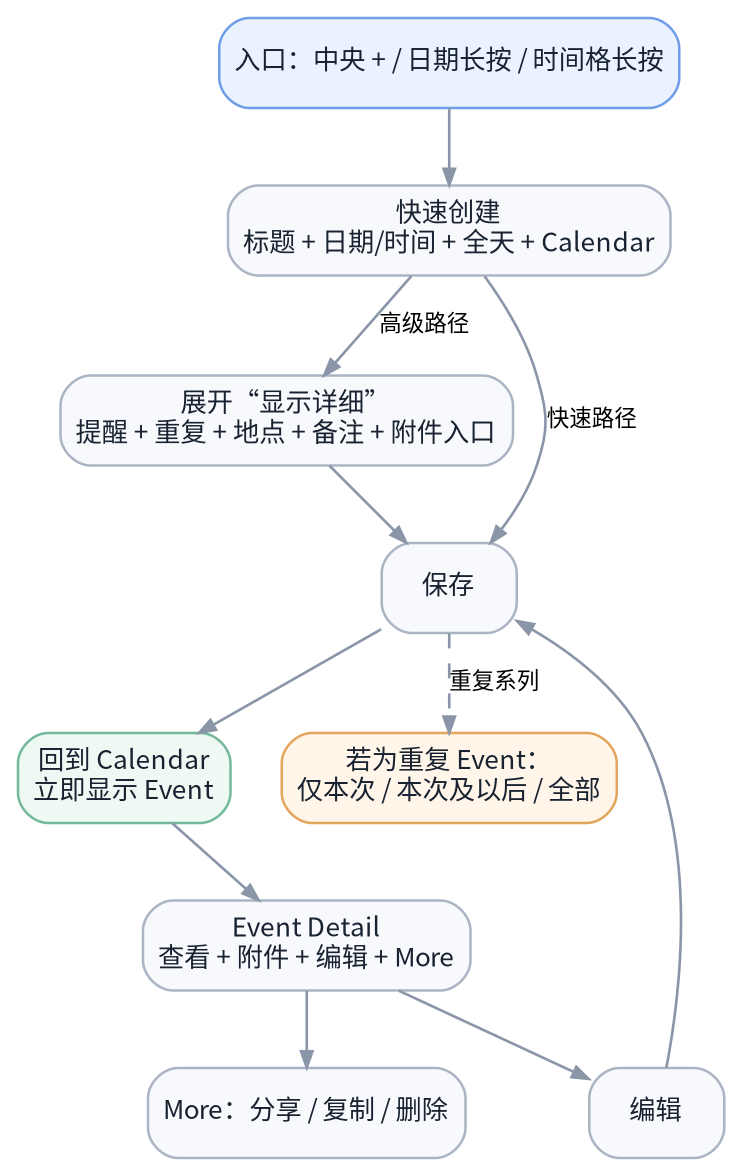 入口：中央 + / 日期长按 / 时间格长按
快速创建
标题 + 日期/时间 + 全天 + Calendar
高级路径
展开“显示详细”
提醒 + 重复 + 地点 + 备注 + 附件入口
快速路径
保存
重复系列
回到 Calendar
立即显示 Event
若为重复 Event：
仅本次 / 本次及以后 / 全部
Event Detail
查看 + 附件 + 编辑 + More
More：分享 / 复制 / 删除
编辑